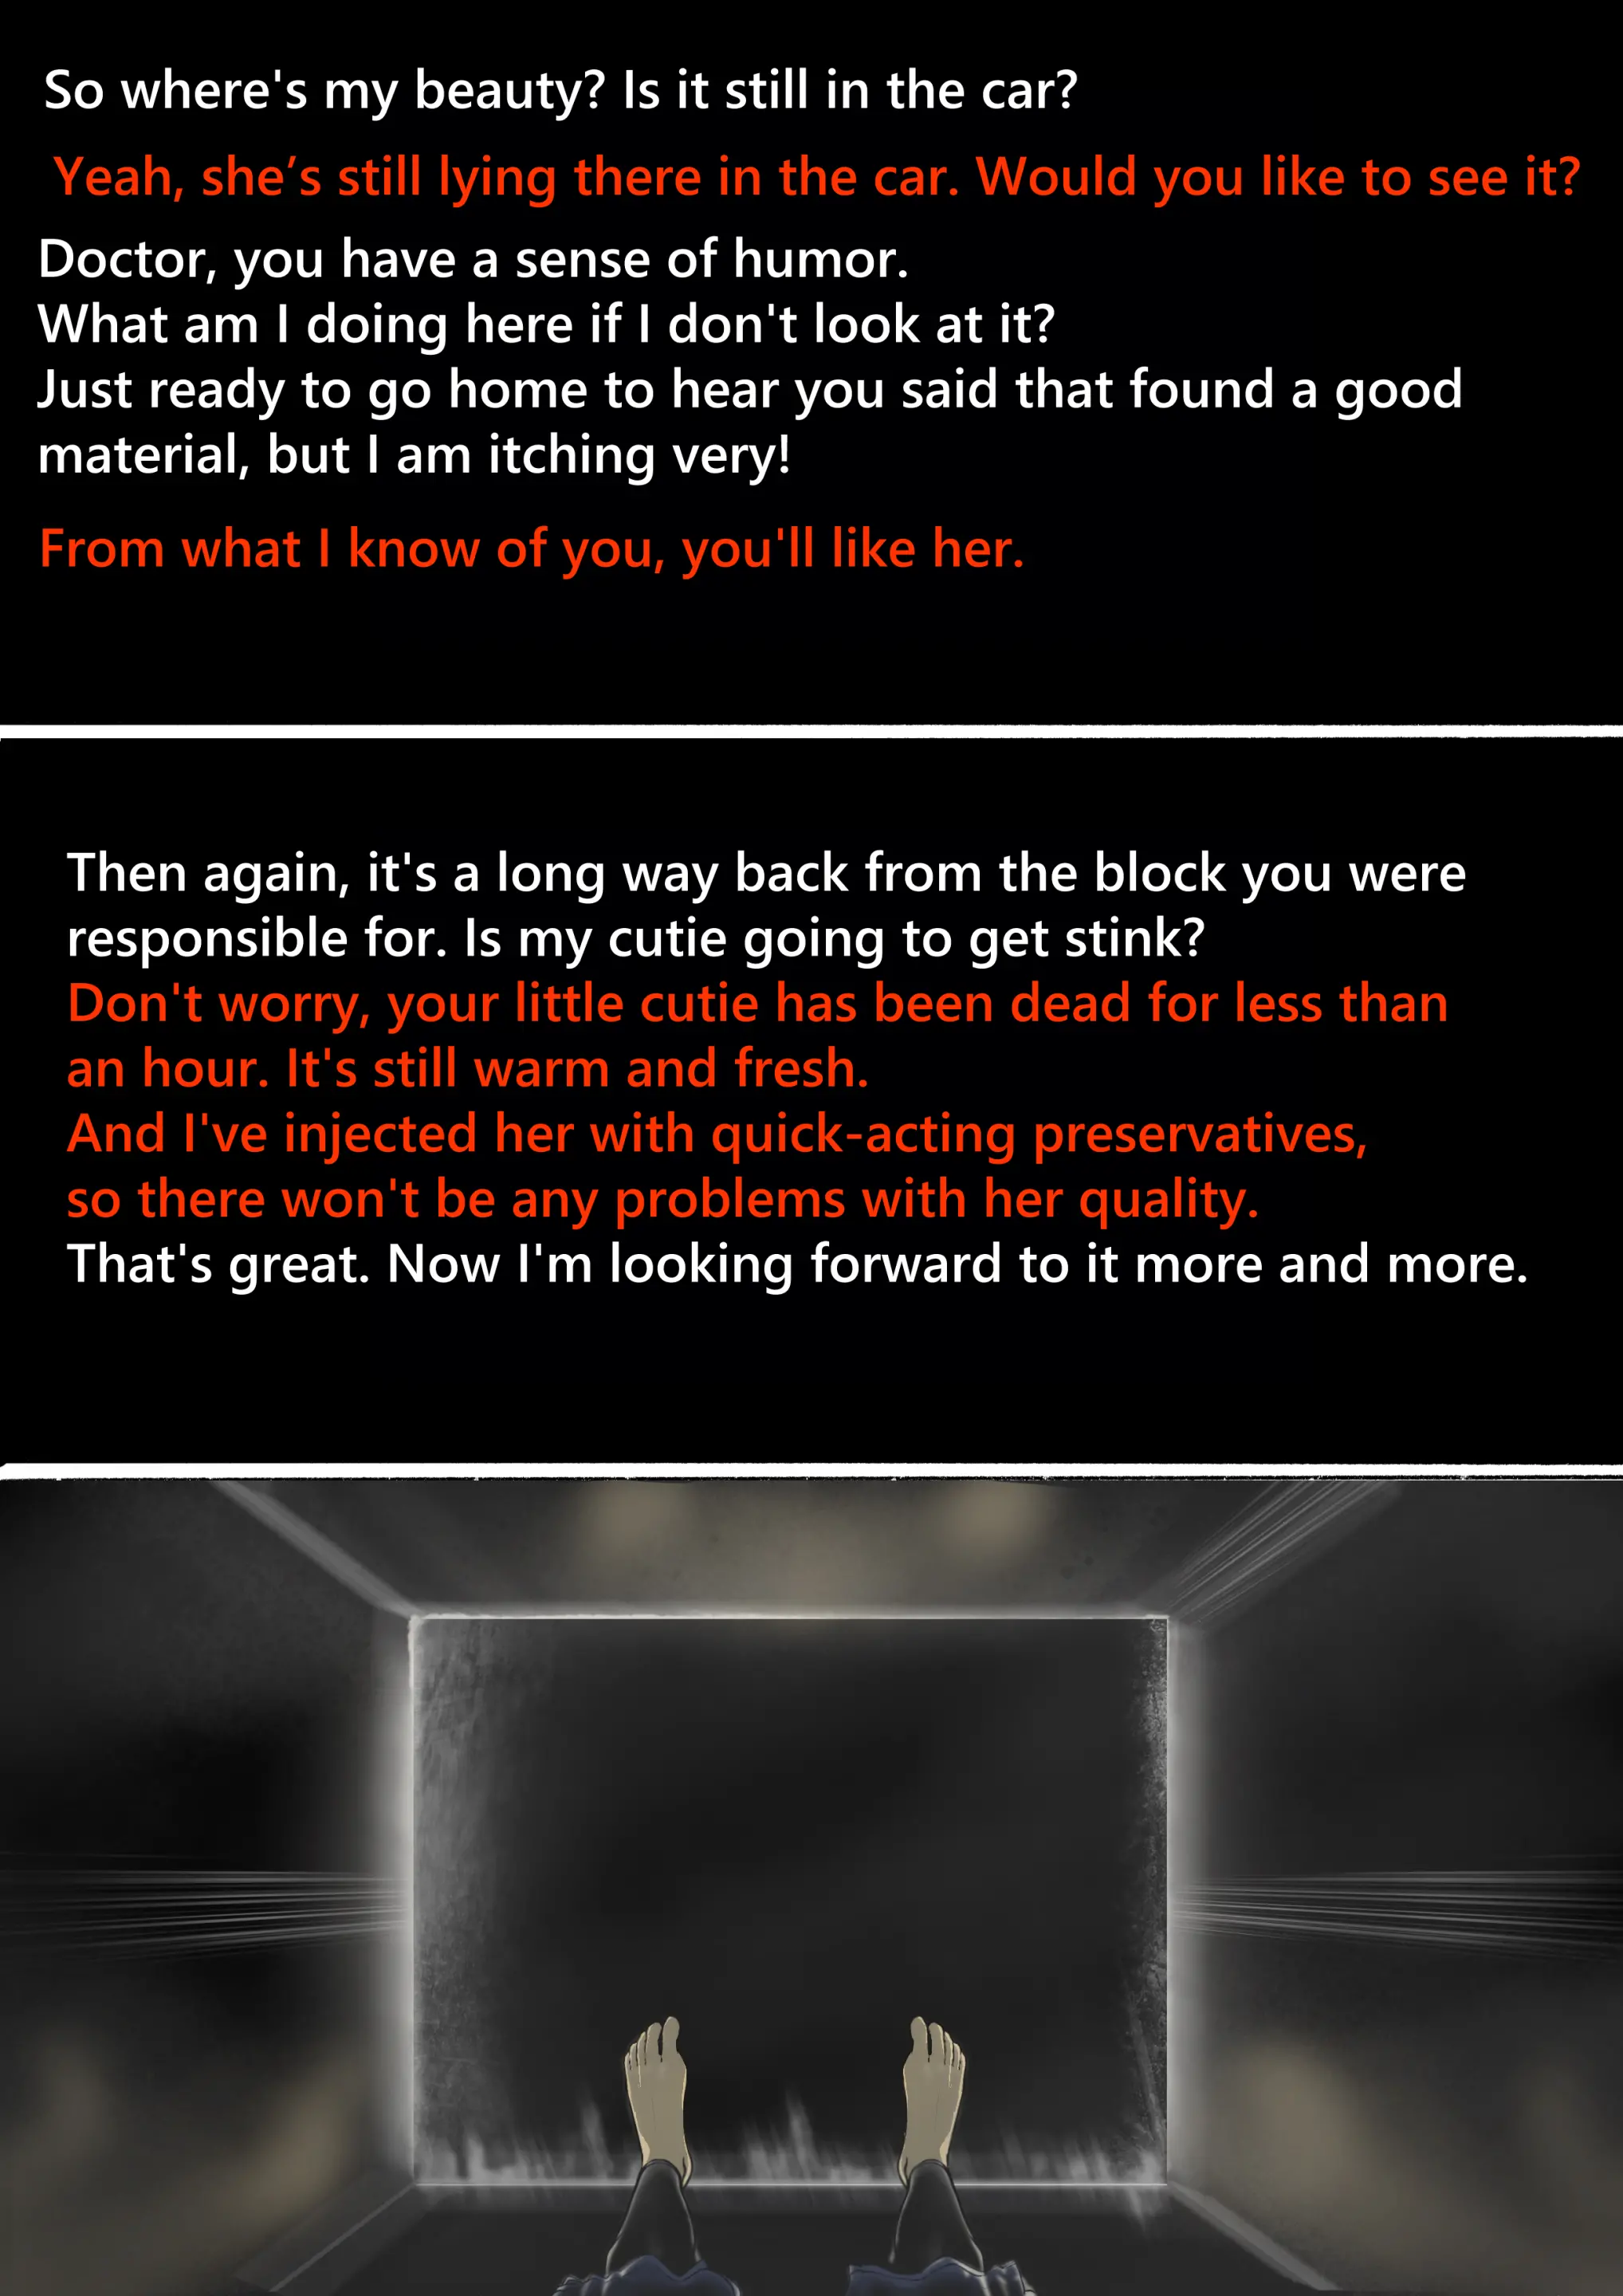 So where's my beauty? Is it still in the car?
Yeah, she’s still lying there in the car. Would you like to see it?
Doctor, you have a sense of humor.
What am I doing here if I don't look at it?
Just ready to go home to hear you said that found a good
material, but I am itching very!
From what I know of you, you'll like her.
Then again, it's a long way back from the block you were
responsible for. Is my cutie going to get stink?
Don't worry, your little cutie has been dead for less than
an hour. It's still warm and fresh.
And I've injected her with quick-acting preservatives,
so there won't be any problems with her quality.
That's great. Now I'm looking forward to it more and more.